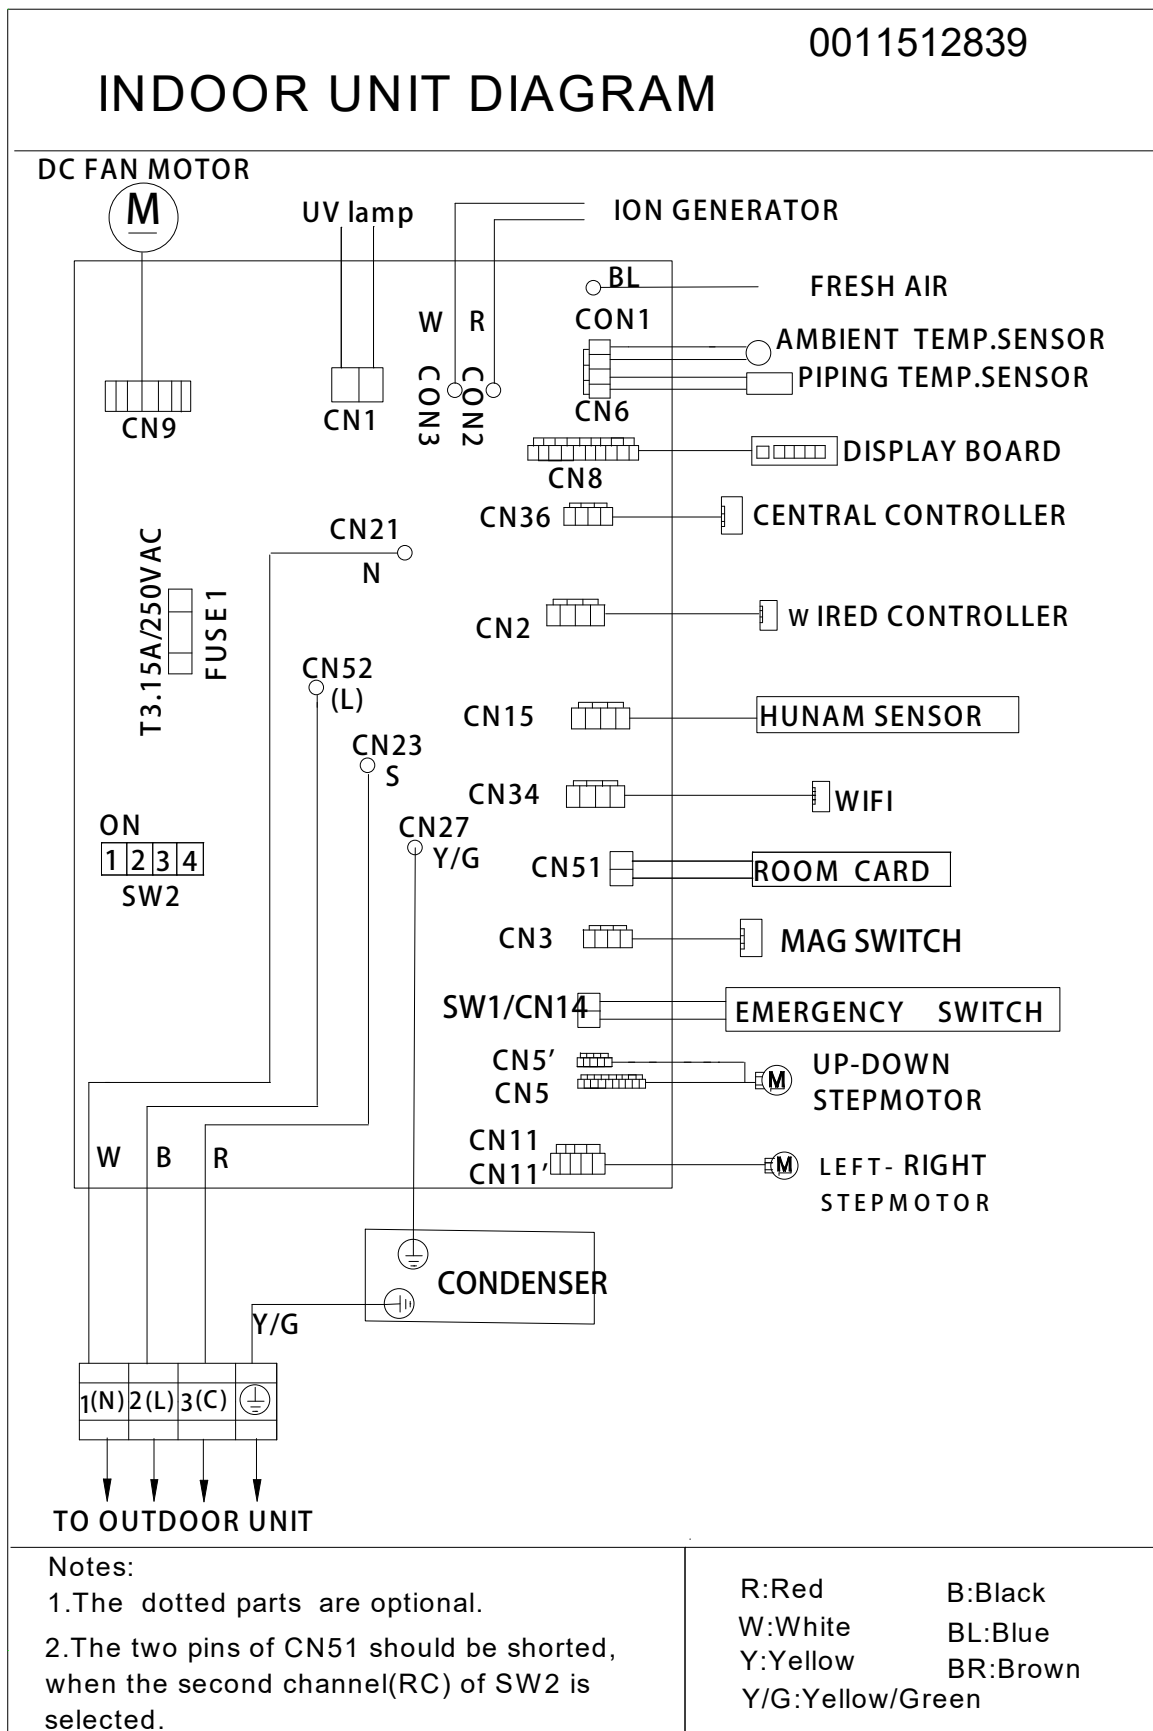 0011512839
INDOOR UNIT DIAGRAM
DC FAN MOTOR
M
UV lamp
ION GENERATOR
BL
FRESH AIR
W
R
CON1
AMBIENT TEMP.SENSOR
PIPING TEMP.SENSOR
CON3
CON2
CN9
CN1
CN6
DISPLAY BOARD
CN8
CN36
CENTRAL CONTROLLER
CN21
N
T3.15A/250VAC
FUSE1
CN2
W IRED CONTROLLER
CN52
(L)
CN15
HUNAM SENSOR
CN23
S
CN34
WIFI
ON
1 2 3 4
SW2
CN27
Y/G
CN51
ROOM CARD
CN3
MAG SWITCH
SW1/CN14
EMERGENCY SWITCH
CN5’
CN5
M
UP-DOWN
STEPMOTOR
W
B
R
CN11
CN11’
M
LEFT- RIGHT
STEPMOTOR
CONDENSER
Y/G
1(N) 2(L) 3(C)
TO OUTDOOR UNIT
Notes:
1.The dotted parts are optional.
2.The two pins of CN51 should be shorted,
when the second channel(RC) of SW2 is
selected.
R:Red
B:Black
W:White
BL:Blue
Y:Yellow
BR:Brown
Y/G:Yellow/Green